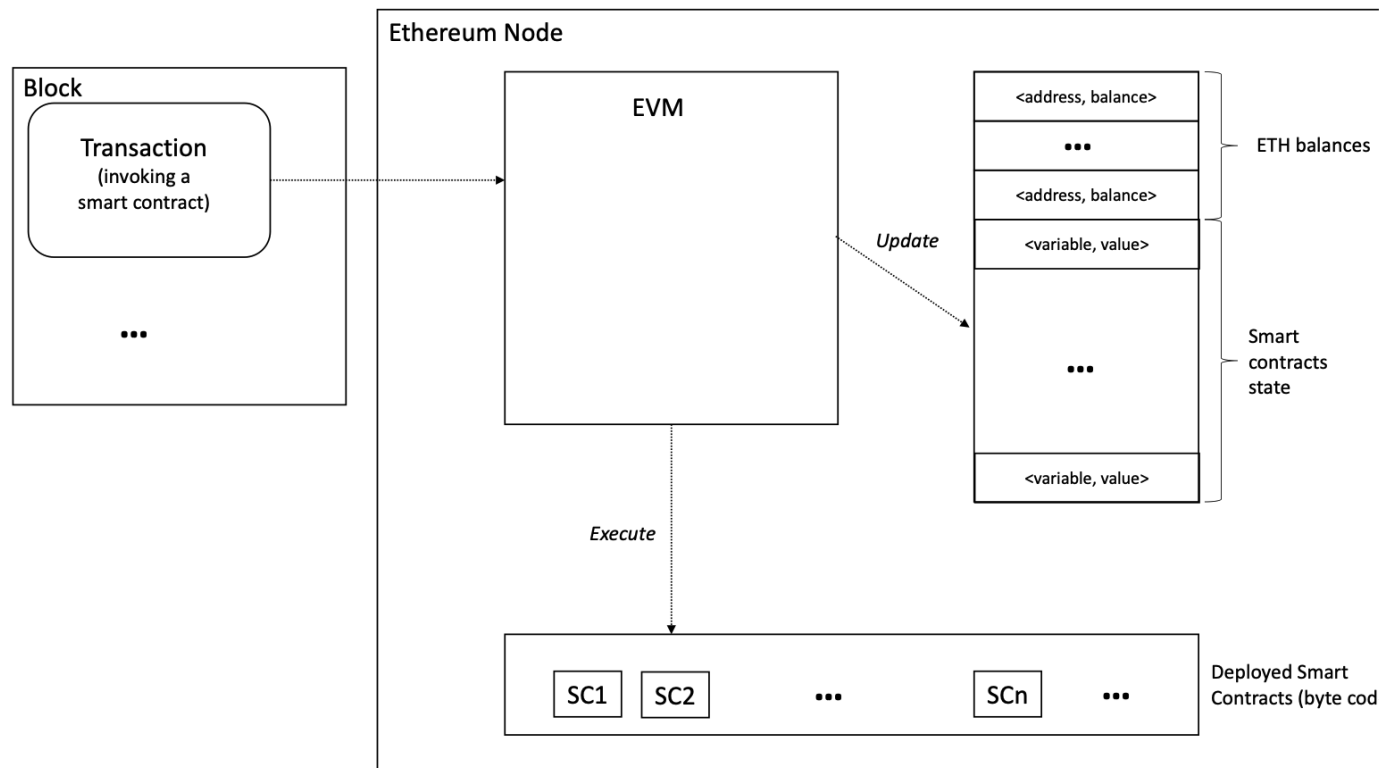 Ethereum Node
Block
Transaction
(invoking a
smart contract)
...
EVM
Update
Execute
<address, balance>
...
<address, balance>
<variable, value>
...
<variable, value>
ETH balances
Smart
contracts
state
SC1 SC2 ... SCn ...
Deployed Smart
Contracts (byte cod